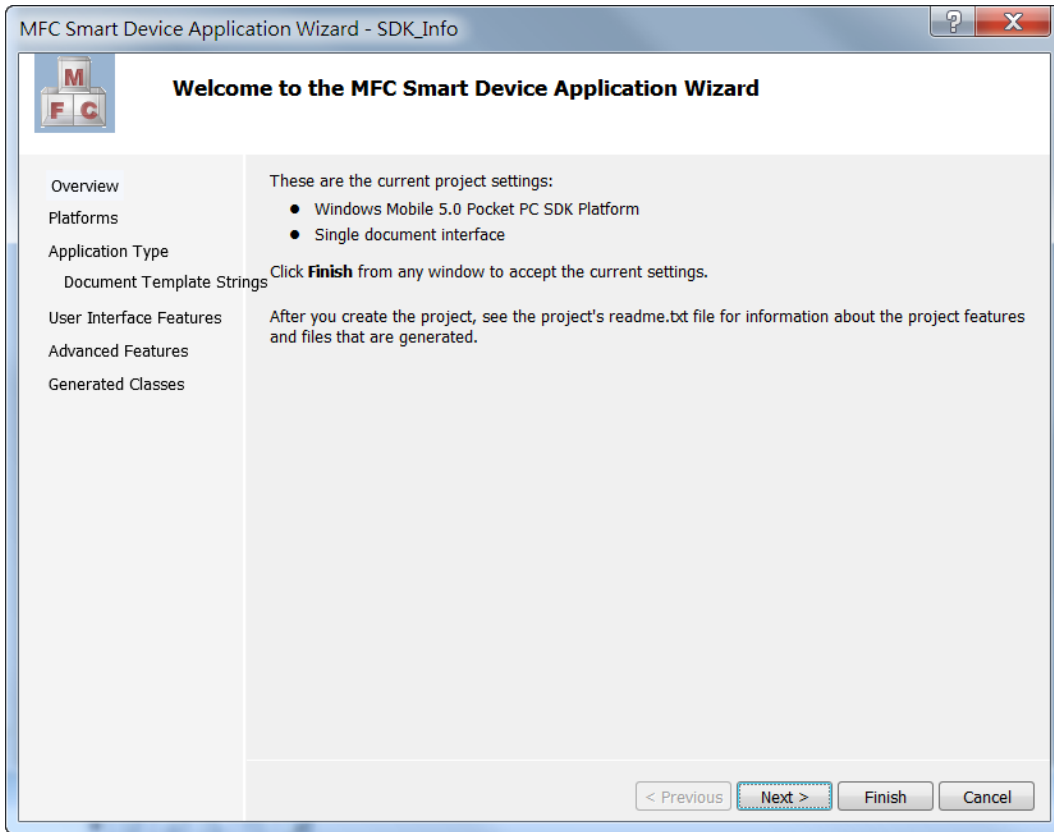 MFC Smart Device Application Wizard - SDK_Info
M
F C
Welcome to the MFC Smart Device Application Wizard
Overview
Platforms
Application Type
Document Template Strings
User Interface Features
Advanced Features
Generated Classes
These are the current project settings:
● Windows Mobile 5.0 Pocket PC SDK Platform
● Single document interface
Click Finish from any window to accept the current settings.
After you create the project, see the project's readme.txt file for information about the project features
and files that are generated.
< Previous Next > Finish Cancel